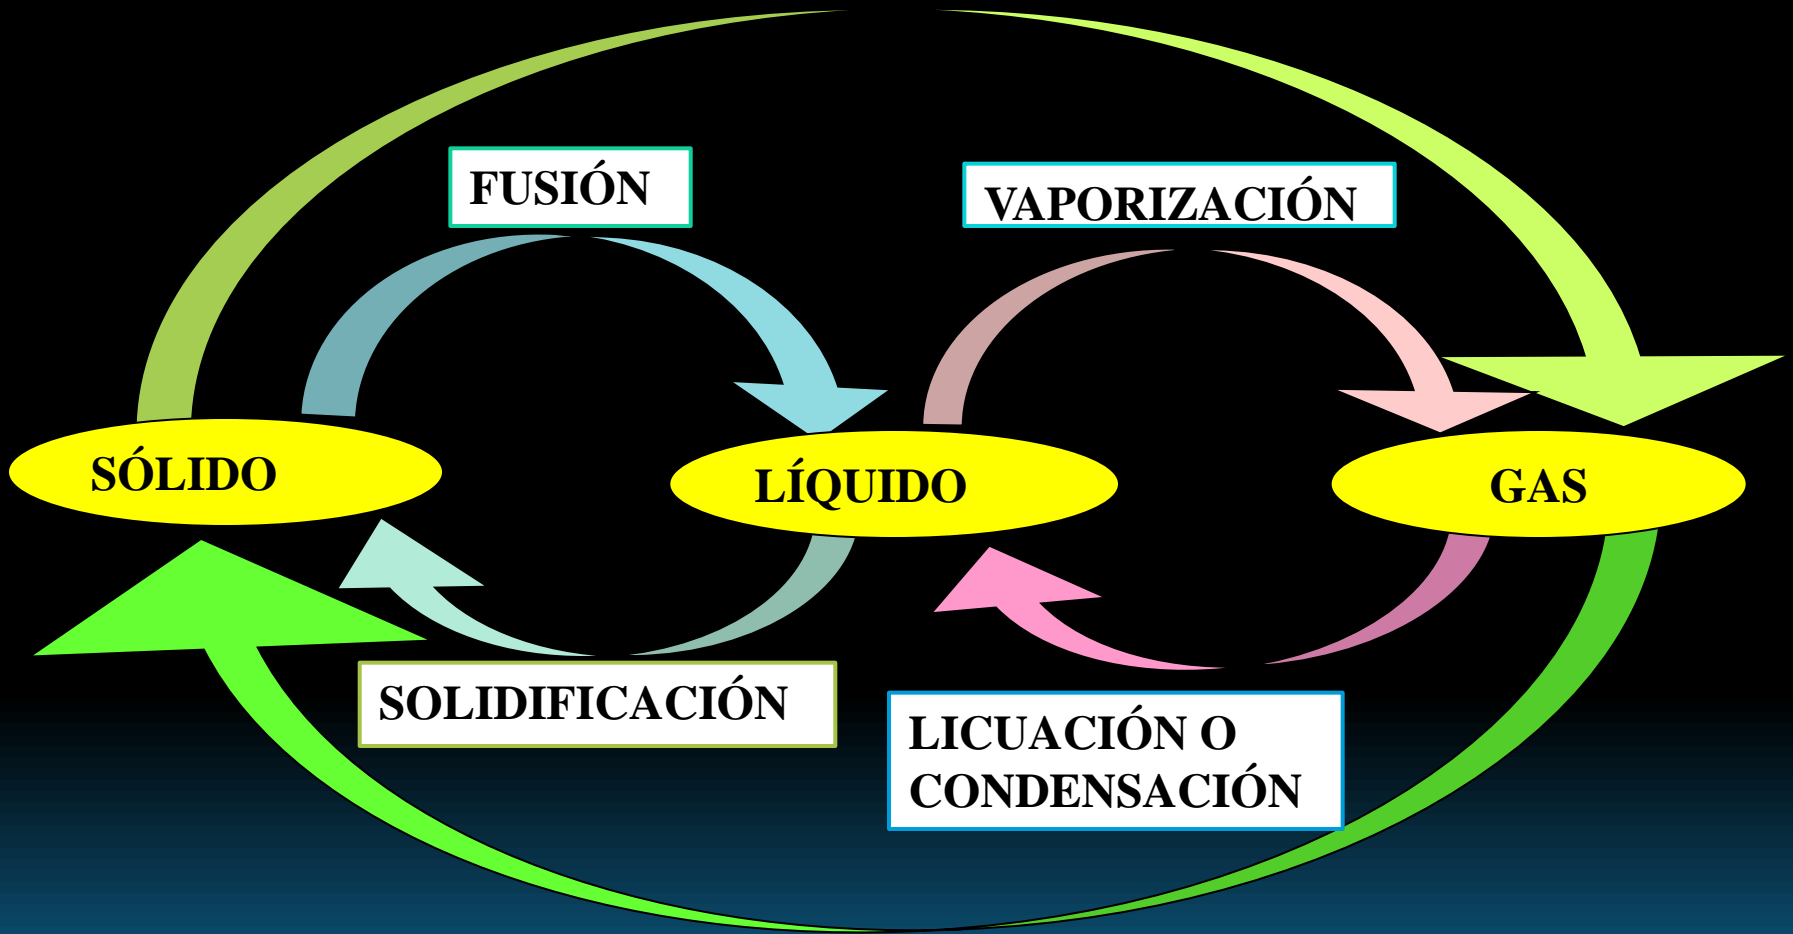 FUSIÓN
VAPORIZACIÓN
SÓLIDO
LÍQUIDO
GAS
SOLIDIFICACIÓN
LICUACIÓN O
CONDENSACIÓN